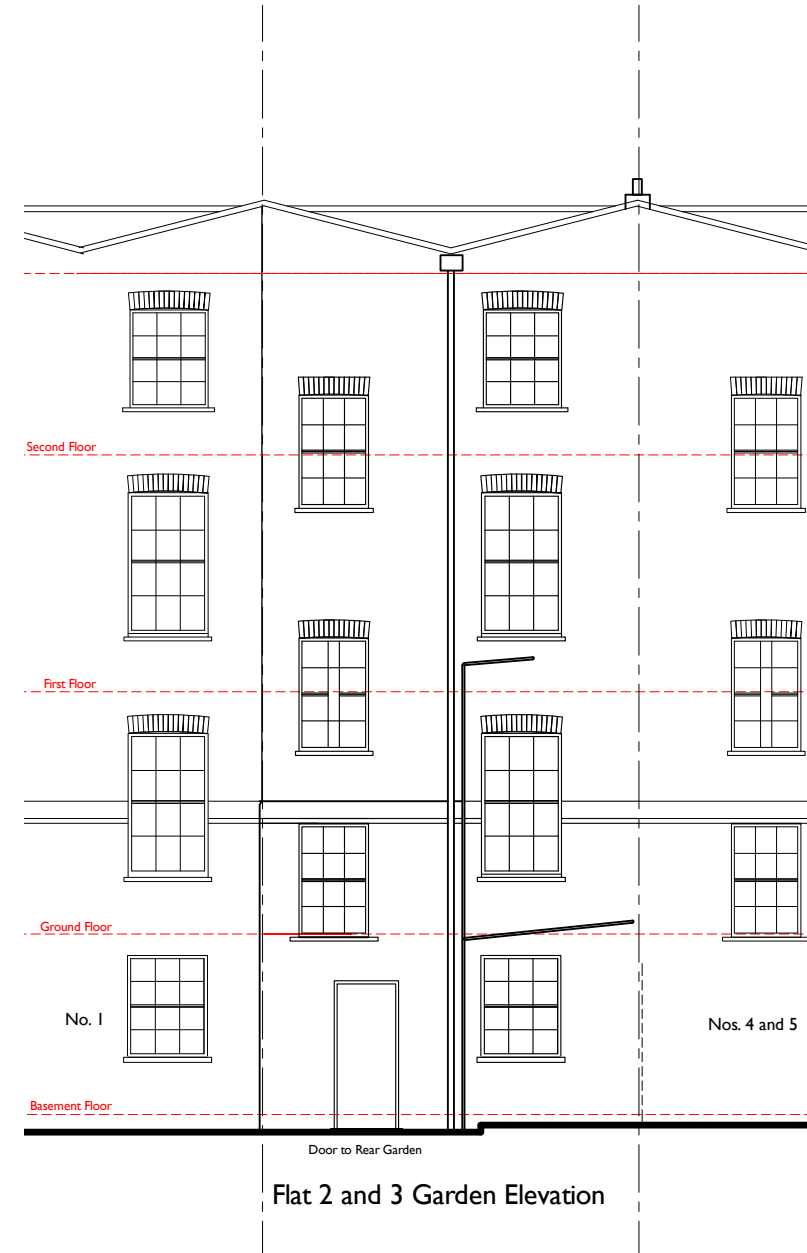 Second Floor
First Floor
Ground Floor
No. 1
Nos. 4 and 5
Basement Floor
Door to Rear Garden
Flat 2 and 3 Garden Elevation